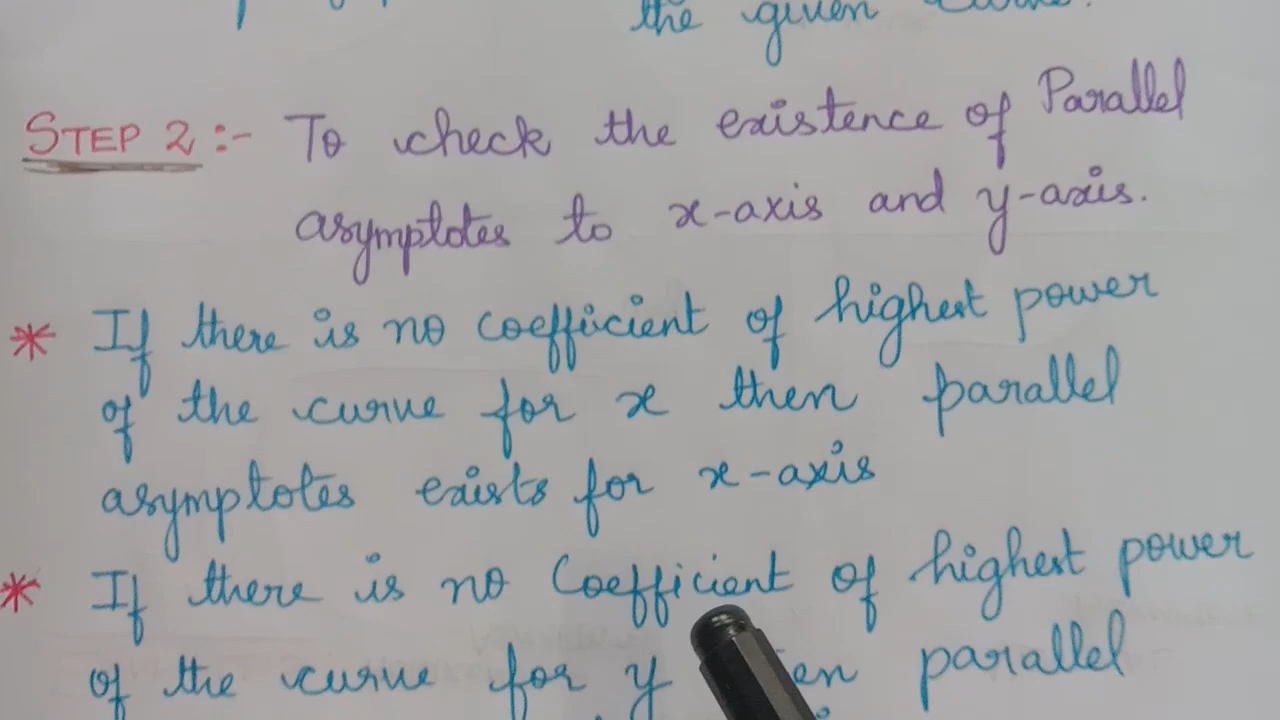 the given
STEP 2 :- To check the existence of Parallel
asymptotes to x-axis and y-axis.
* If there is no coefficient of highest power
of the curve for x then parallel
asymptotes exists for x-axis
* If there is no Coefficient of highest power
of the curve for y parallel